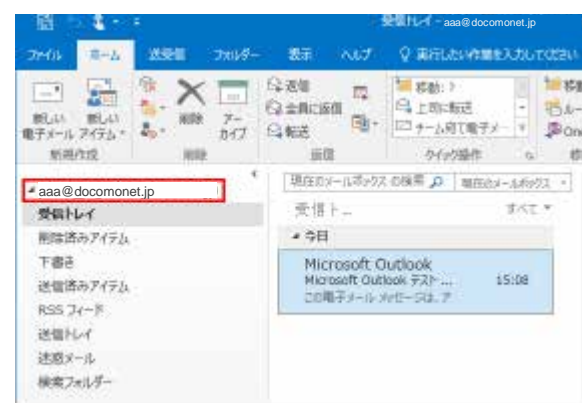 受信トレイ - aaa@docomonet.jp
ファイル ホーム 送受信 フォルダー 表示 ヘルプ 実行したい作業を入力してください
新しい電子メール
新しいアイテム
削除
アーカイブ
返信
全員に返信
転送
移動: ?
上司に転送
チーム宛て電子メ
移動
ルー
One
新規作成 削除 返信 クイック操作 移
aaa@docomonet.jp
受信トレイ
削除済みアイテム
下書き
送信済みアイテム
RSS フィード
送信トレイ
迷惑メール
検索フォルダー
現在のメールボックス の検索 現在のメールボックス
受信ト... すべて
今日
Microsoft Outlook
Microsoft Outlook テスト ... 15:08
この電子メール メッセージは、ア